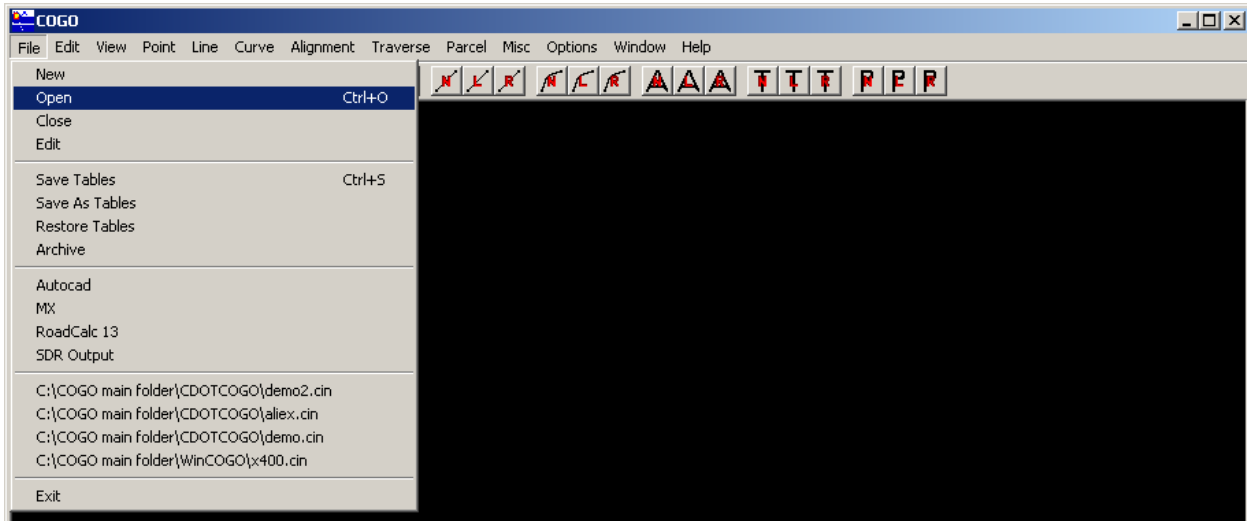 COGO
File Edit View Point Line Curve Alignment Traverse Parcel Misc Options Window Help
N L R N L R N L R N L R N P R
New
Open Ctrl+O
Close
Edit
Save Tables Ctrl+S
Save As Tables
Restore Tables
Archive
Autocad
MX
RoadCalc 13
SDR Output
C:\COGO main folder\CDOTCOGO\demo2.cin
C:\COGO main folder\CDOTCOGO\aliex.cin
C:\COGO main folder\CDOTCOGO\demo.cin
C:\COGO main folder\WinCOGO\x400.cin
Exit